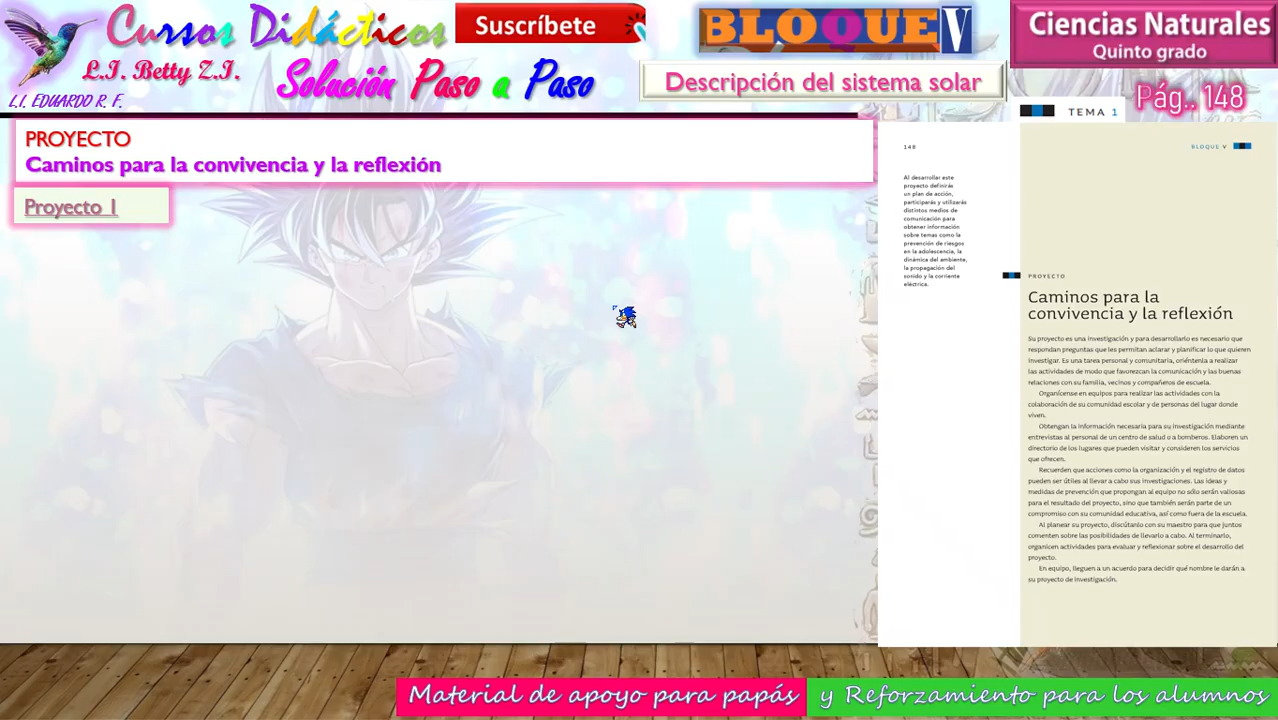 Cursos Didácticos
L.I. Betty Z.I.
L.I. EDUARDO R. F.
Suscríbete
Solución Paso a Paso
BLOQUE V
Descripción del sistema solar
Ciencias Naturales
Quinto grado
Pág.. 148
TEMA 1
PROYECTO
Caminos para la convivencia y la reflexión
Proyecto 1
148
Al desarrollar este
proyecto definirás
un plan de acción,
participarás y utilizarás
distintos medios de
comunicación para
obtener información
sobre temas como la
prevención de riesgos
en la adolescencia, la
dinámica del ambiente,
la propagación del
sonido y la corriente
eléctrica.
BLOQUE V
PROYECTO
Caminos para la
convivencia y la reflexión
Su proyecto es una investigación y para desarrollarlo es necesario que
respondan preguntas que les permitan aclarar y planificar lo que quieren
investigar. Es una tarea personal y comunitaria, oriéntenla a realizar
las actividades de modo que favorezcan la comunicación y las buenas
relaciones con su familia, vecinos y compañeros de escuela.
Organícense en equipos para realizar las actividades con la
colaboración de su comunidad escolar y de personas del lugar donde
viven.
Obtengan la información necesaria para su investigación mediante
entrevistas al personal de un centro de salud o a bomberos. Elaboren un
directorio de los lugares que pueden visitar y consideren los servicios
que ofrecen.
Recuerden que acciones como la organización y el registro de datos
pueden ser útiles al llevar a cabo sus investigaciones. Las ideas y
medidas de prevención que propongan al equipo no sólo serán valiosas
para el resultado del proyecto, sino que también serán parte de un
compromiso con su comunidad educativa, así como fuera de la escuela.
Al planear su proyecto, discútanlo con su maestro para que juntos
comenten sobre las posibilidades de llevarlo a cabo. Al terminarlo,
organicen actividades para evaluar y reflexionar sobre el desarrollo del
proyecto.
En equipo, lleguen a un acuerdo para decidir qué nombre le darán a
su proyecto de investigación.
Material de apoyo para papás y Reforzamiento para los alumnos